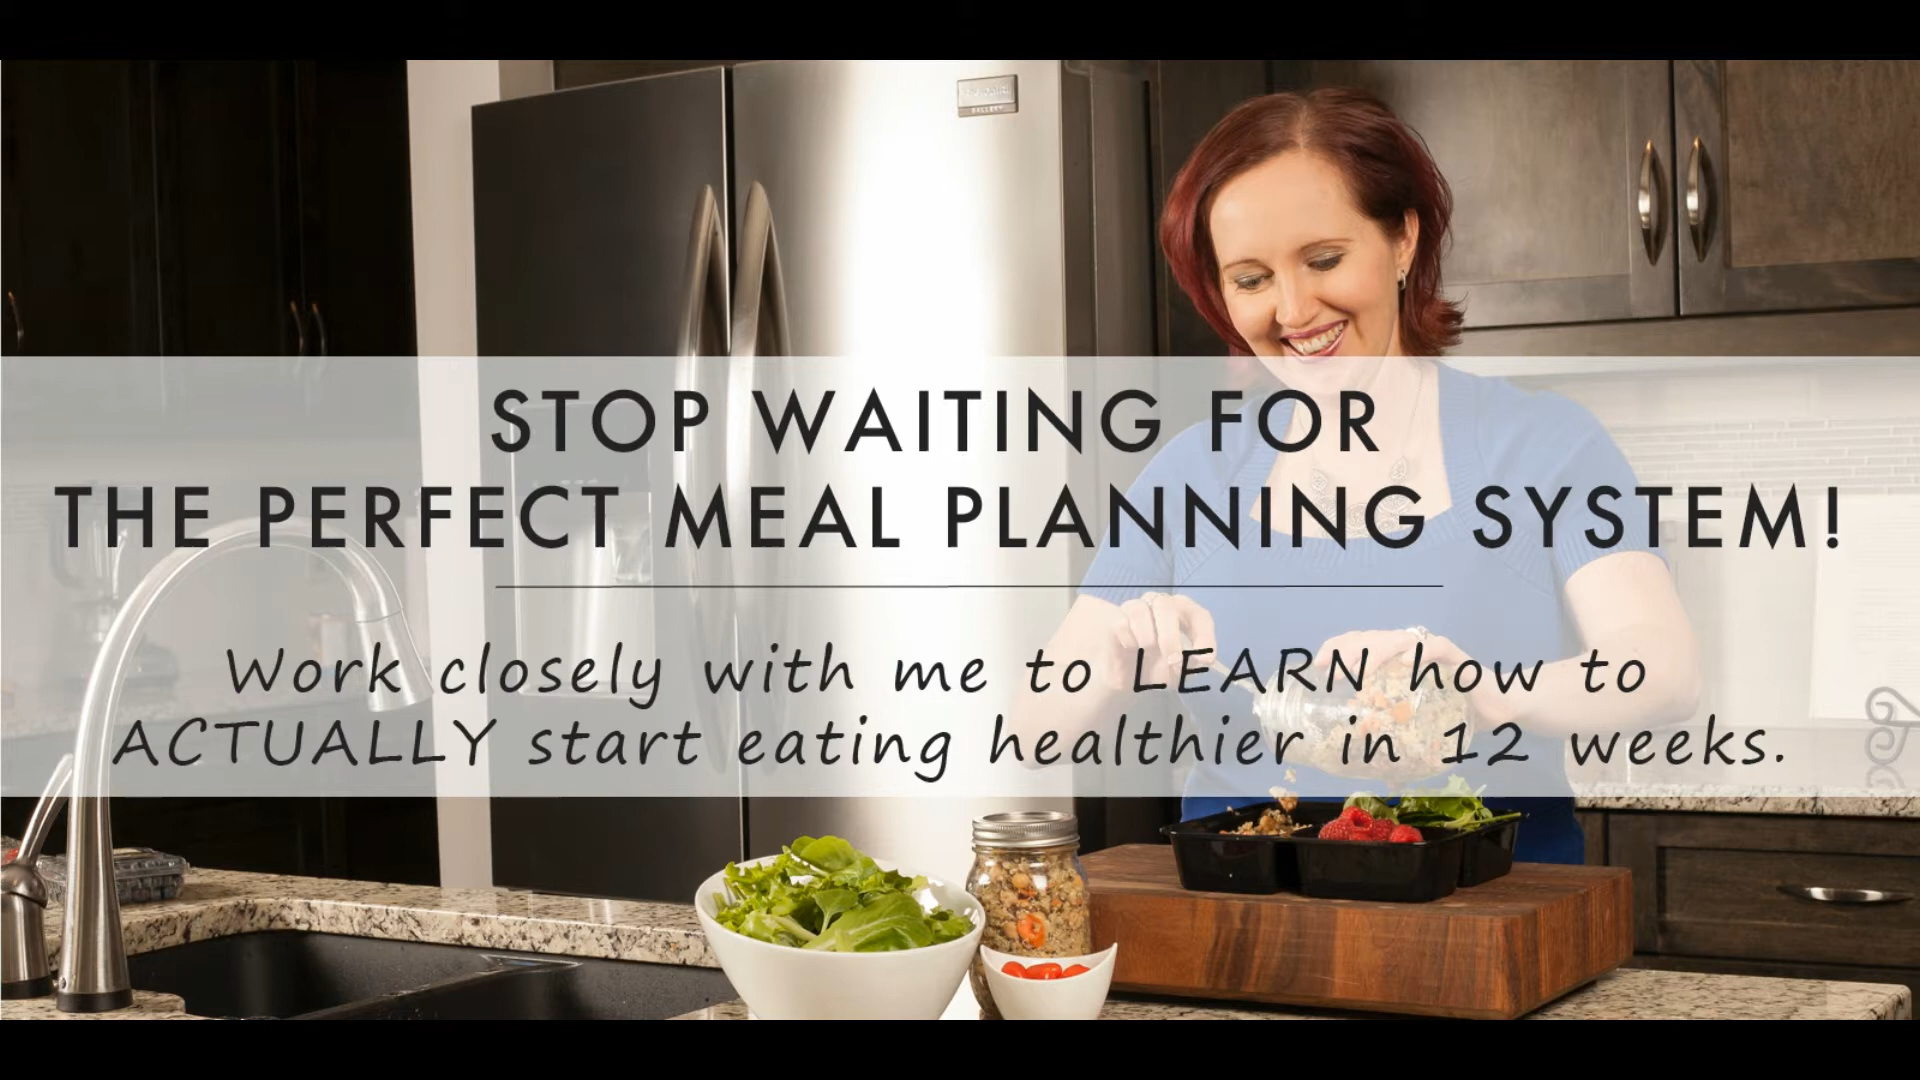 STOP WAITING FOR
THE PERFECT MEAL PLANNING SYSTEM!
Work closely with me to LEARN how to
ACTUALLY start eating healthier in 12 weeks.
GALLERY